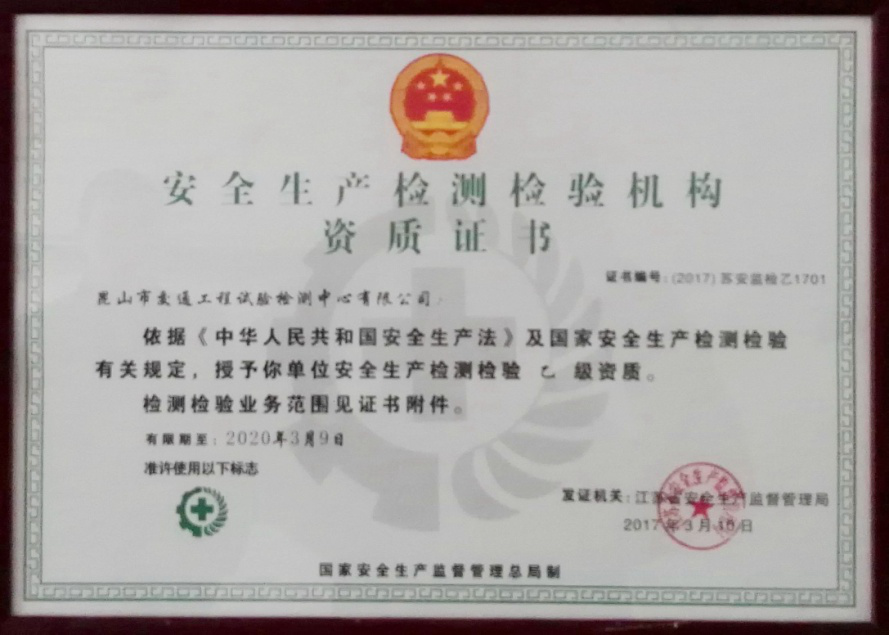 安全生产检测检验机构
资质证书
证书编号：(2017) 苏安监检乙1701
昆山市交通工程试验检测中心有限公司：
依据《中华人民共和国安全生产法》及国家安全生产检测检验
有关规定，授予你单位安全生产检测检验 乙 级资质。
检测检验业务范围见证书附件。
有限期至：2020年3月9日
准许使用以下标志
发证机关：江苏省安全生产监督管理局
2017年3月10日
国家安全生产监督管理总局制